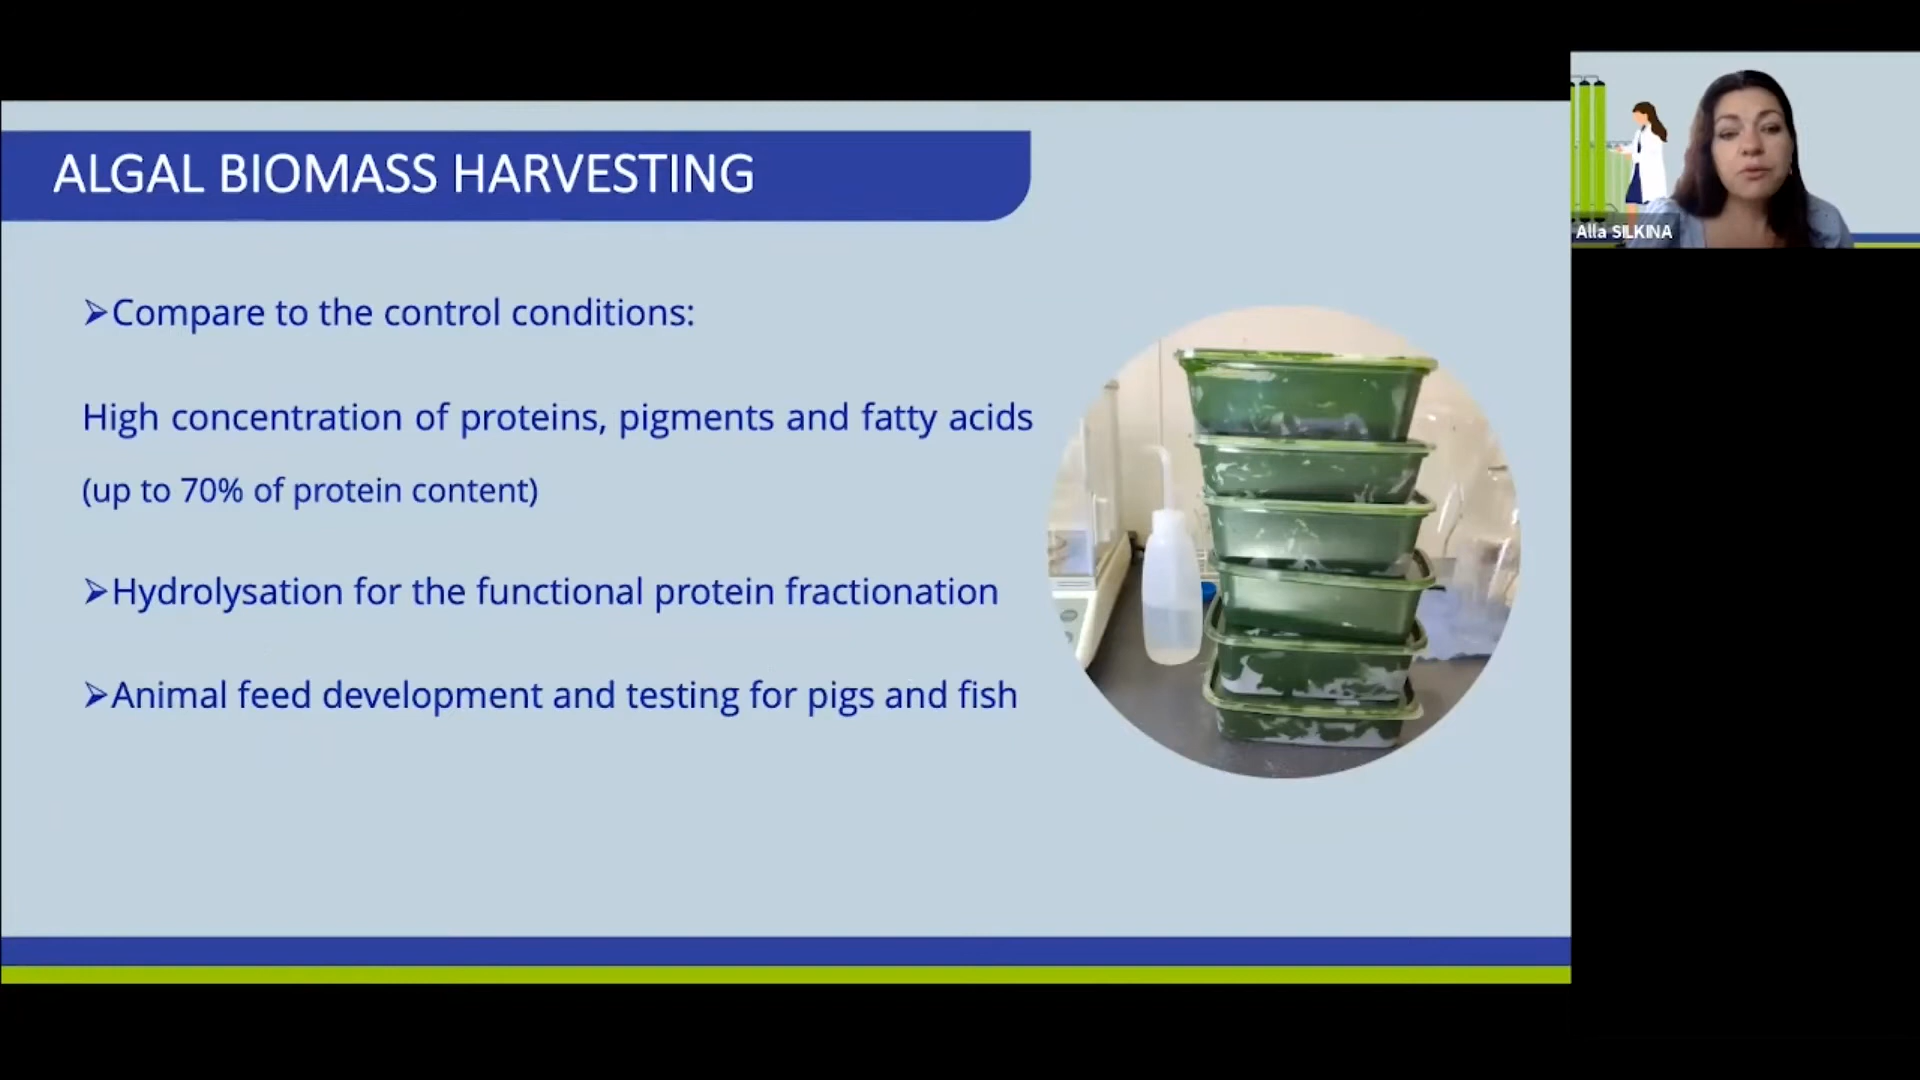 ALGAL BIOMASS HARVESTING
➢Compare to the control conditions:
High concentration of proteins, pigments and fatty acids
(up to 70% of protein content)
➢Hydrolysation for the functional protein fractionation
➢Animal feed development and testing for pigs and fish
Alla SILKINA